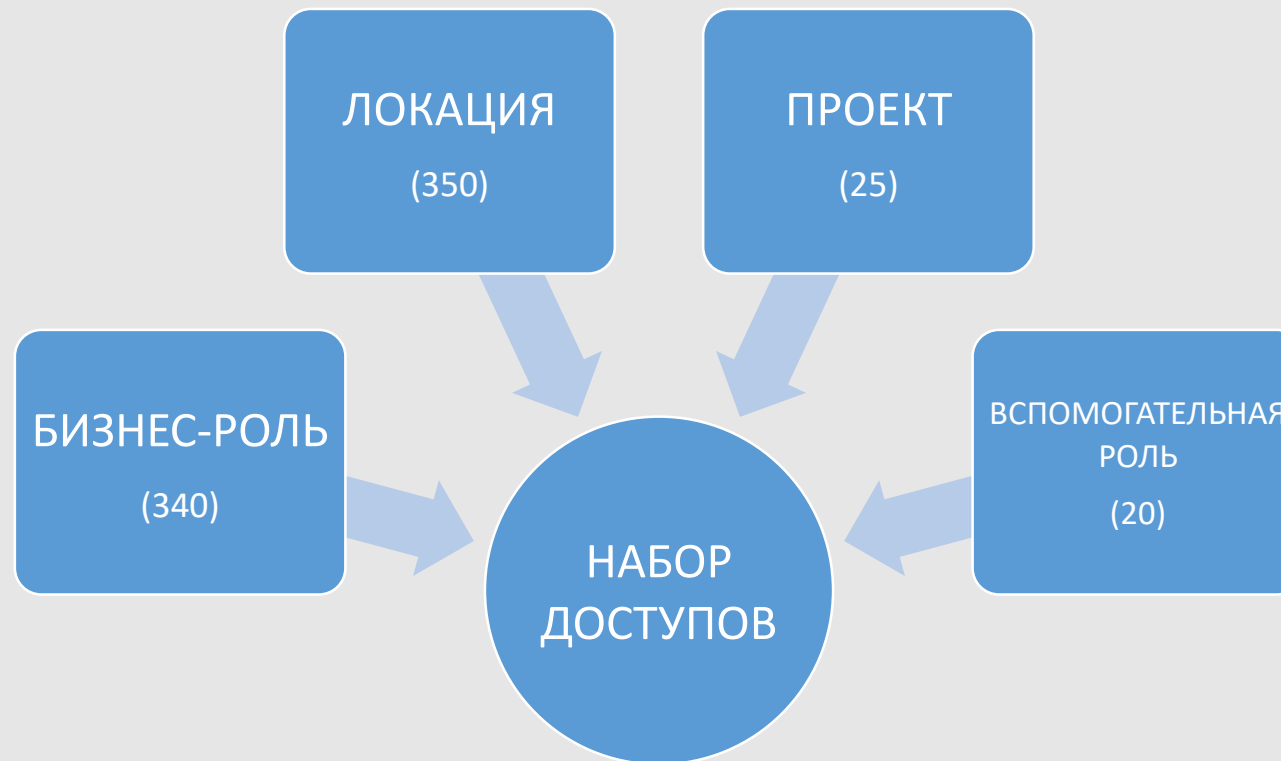 ЛОКАЦИЯ
(350)
ПРОЕКТ
(25)
БИЗНЕС-РОЛЬ
(340)
ВСПОМОГАТЕЛЬНАЯ
РОЛЬ
(20)
НАБОР
ДОСТУПОВ